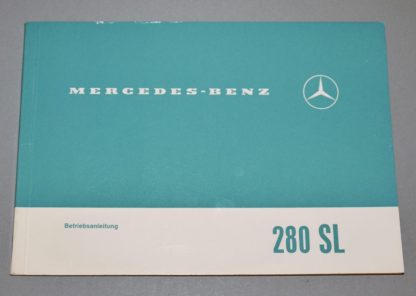 MERCEDES-BENZ
Betriebsanleitung
280 SL